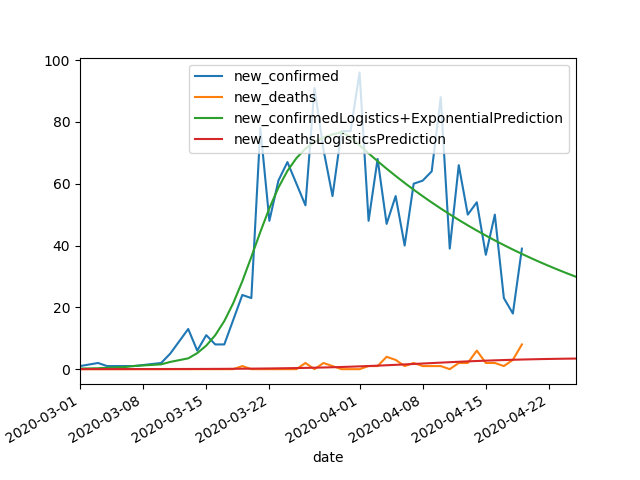 100
80
60
40
20
0
new_confirmed
new_deaths
new_confirmedLogistics+ExponentialPrediction
new_deathsLogisticsPrediction
2020-03-01
2020-03-08
2020-03-15
2020-03-22
2020-04-01
2020-04-08
2020-04-15
2020-04-22
date